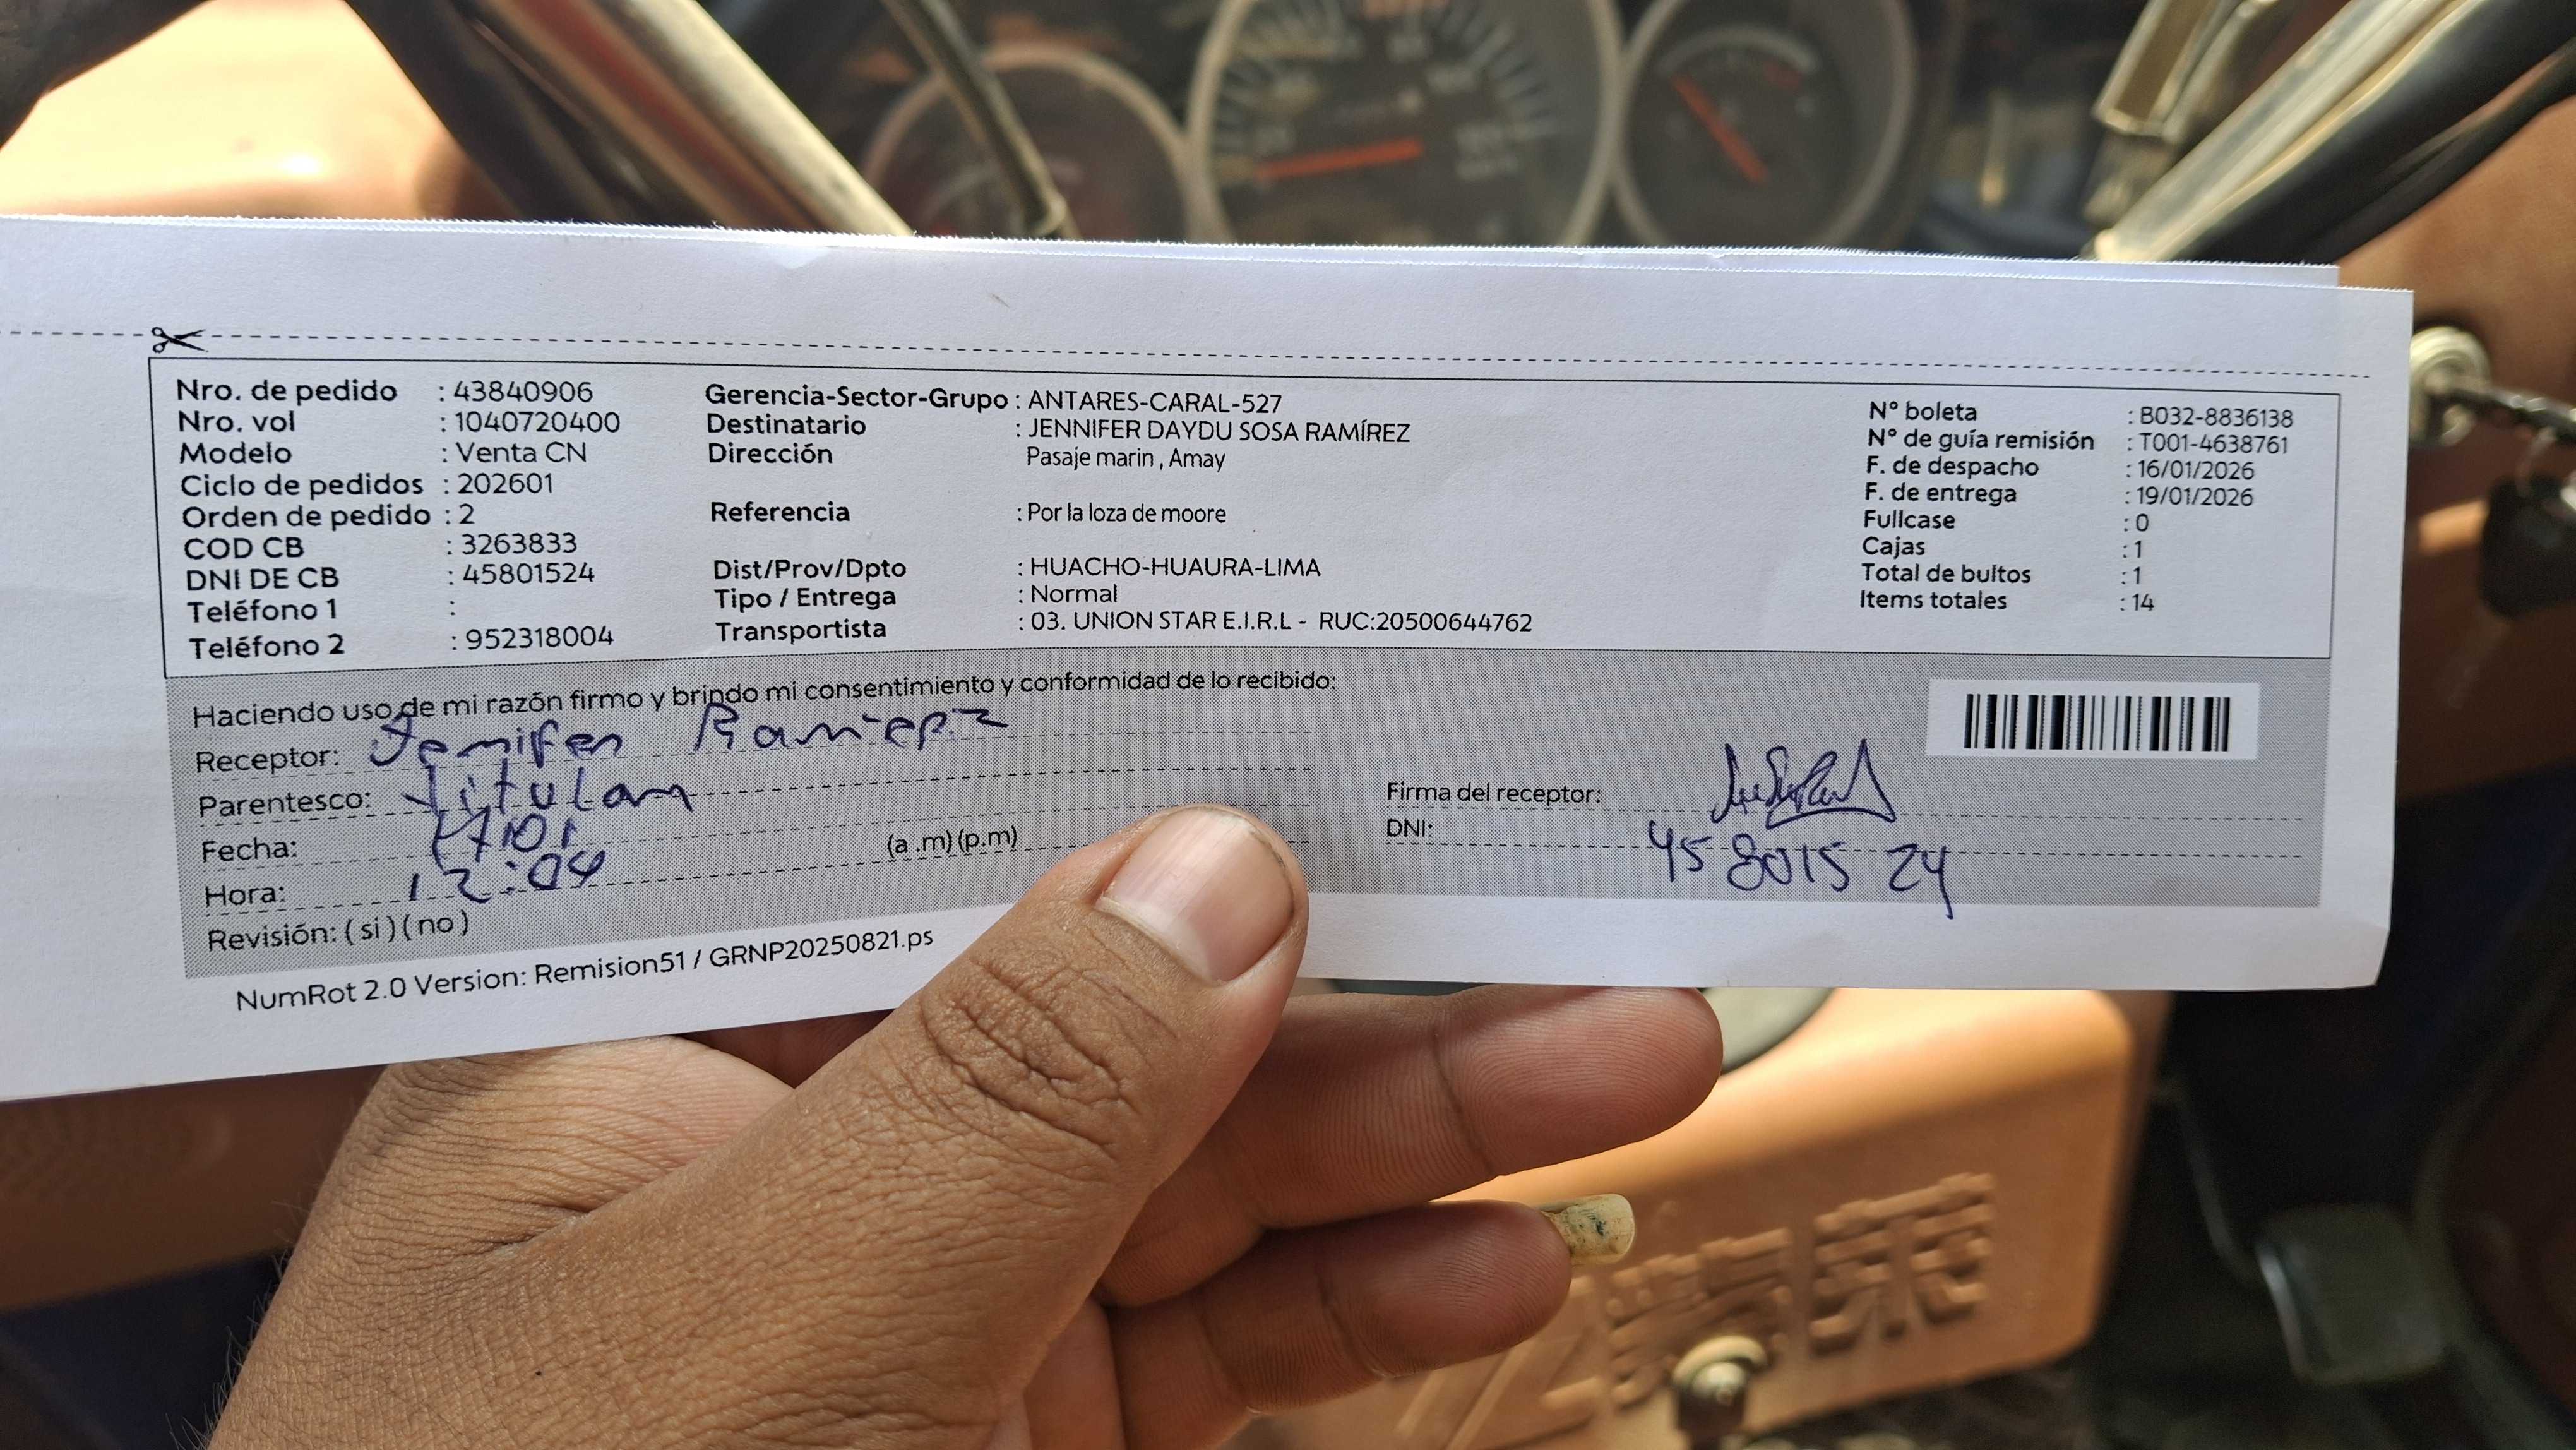 Nro. de pedido : 43840906
Nro. vol : 1040720400
Modelo : Venta CN
Ciclo de pedidos : 202601
Orden de pedido : 2
COD CB : 3263833
DNI DE CB : 45801524
Teléfono 1 :
Teléfono 2 : 952318004
Gerencia-Sector-Grupo : ANTARES-CARAL-527
Destinatario : JENNIFER DAYDU SOSA RAMÍREZ
Dirección Pasaje marin , Amay
Referencia : Por la loza de moore
Dist/Prov/Dpto : HUACHO-HUAURA-LIMA
Tipo / Entrega : Normal
Transportista : 03. UNION STAR E.I.R.L - RUC:20500644762
N° boleta : B032-8836138
N° de guía remisión : T001-4638761
F. de despacho : 16/01/2026
F. de entrega : 19/01/2026
Fullcase : 0
Cajas : 1
Total de bultos : 1
Items totales : 14
Haciendo uso de mi razón firmo y brindo mi consentimiento y conformidad de lo recibido:
Receptor: Jenifer Ramirez
Parentesco: titular
Fecha:
Hora: 12:04 (a .m) (p.m)
Revisión: ( si ) ( no )
Firma del receptor:
DNI: 45801524
NumRot 2.0 Version: Remision51 / GRNP20250821.ps